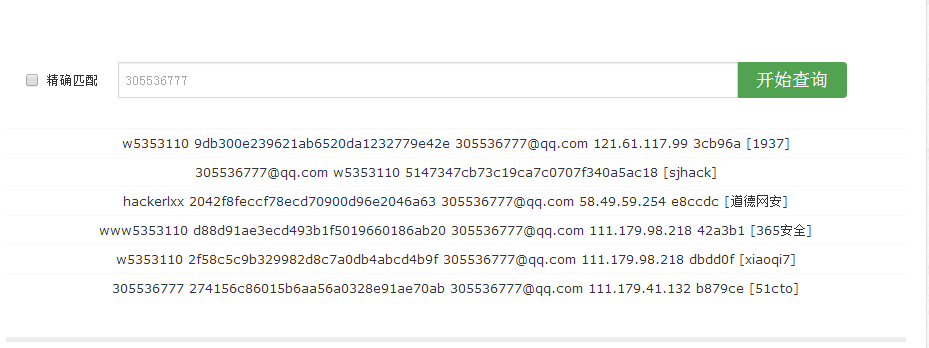 精确匹配 305536777 开始查询
w5353110 9db300e239621ab6520da1232779e42e 305536777@qq.com 121.61.117.99 3cb96a [1937]
305536777@qq.com w5353110 5147347cb73c19ca7c0707f340a5ac18 [sjhack]
hackerlxx 2042f8feccf78ecd70900d96e2046a63 305536777@qq.com 58.49.59.254 e8ccdc [道德网安]
www5353110 d88d91ae3ecd493b1f5019660186ab20 305536777@qq.com 111.179.98.218 42a3b1 [365安全]
w5353110 2f58c5c9b329982d8c7a0db4abcd4b9f 305536777@qq.com 111.179.98.218 dbdd0f [xiaoqi7]
305536777 274156c86015b6aa56a0328e91ae70ab 305536777@qq.com 111.179.41.132 b879ce [51cto]